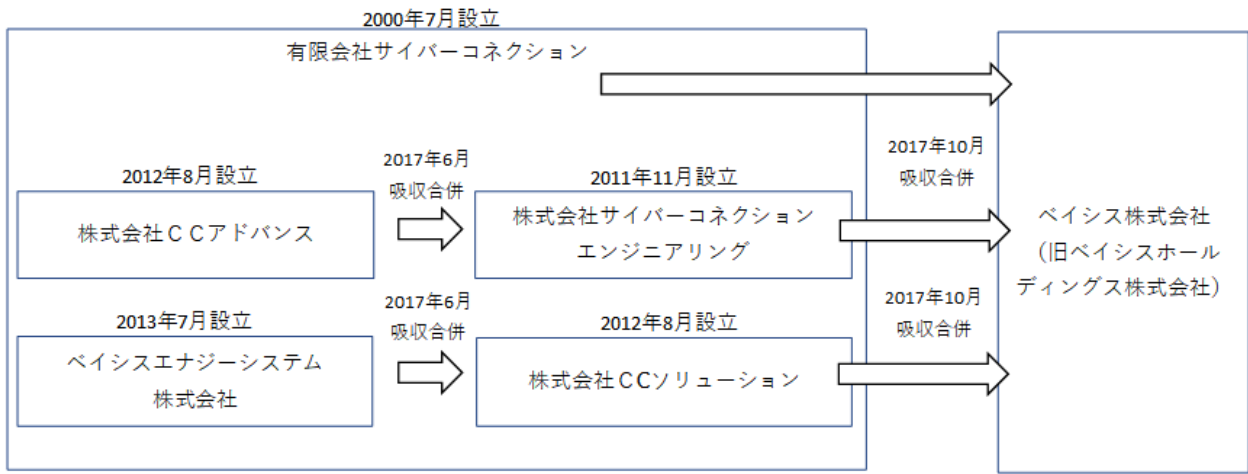 2000年7月設立
有限会社サイバーコネクション
2012年8月設立
株式会社ＣＣアドバンス
2017年6月
吸収合併
2011年11月設立
株式会社サイバーコネクション
エンジニアリング
2017年10月
吸収合併
2013年7月設立
ベイシスエナジーシステム
株式会社
2017年6月
吸収合併
2012年8月設立
株式会社CCソリューション
2017年10月
吸収合併
ベイシス株式会社
（旧ベイシスホール
ディングス株式会社）